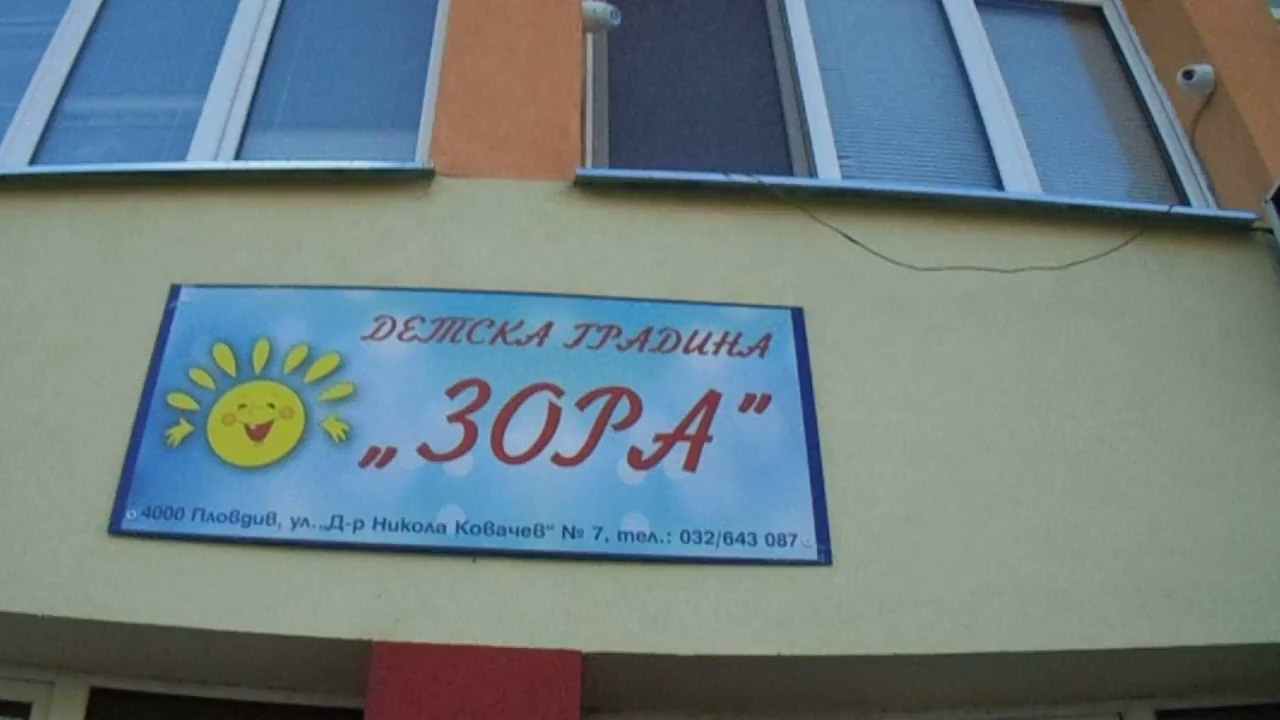 ДЕТСКА ГРАДИНА
„ЗОРА”
4000 Пловдив, ул. „Д-р Никола Ковачев“ № 7, тел.: 032/643 087